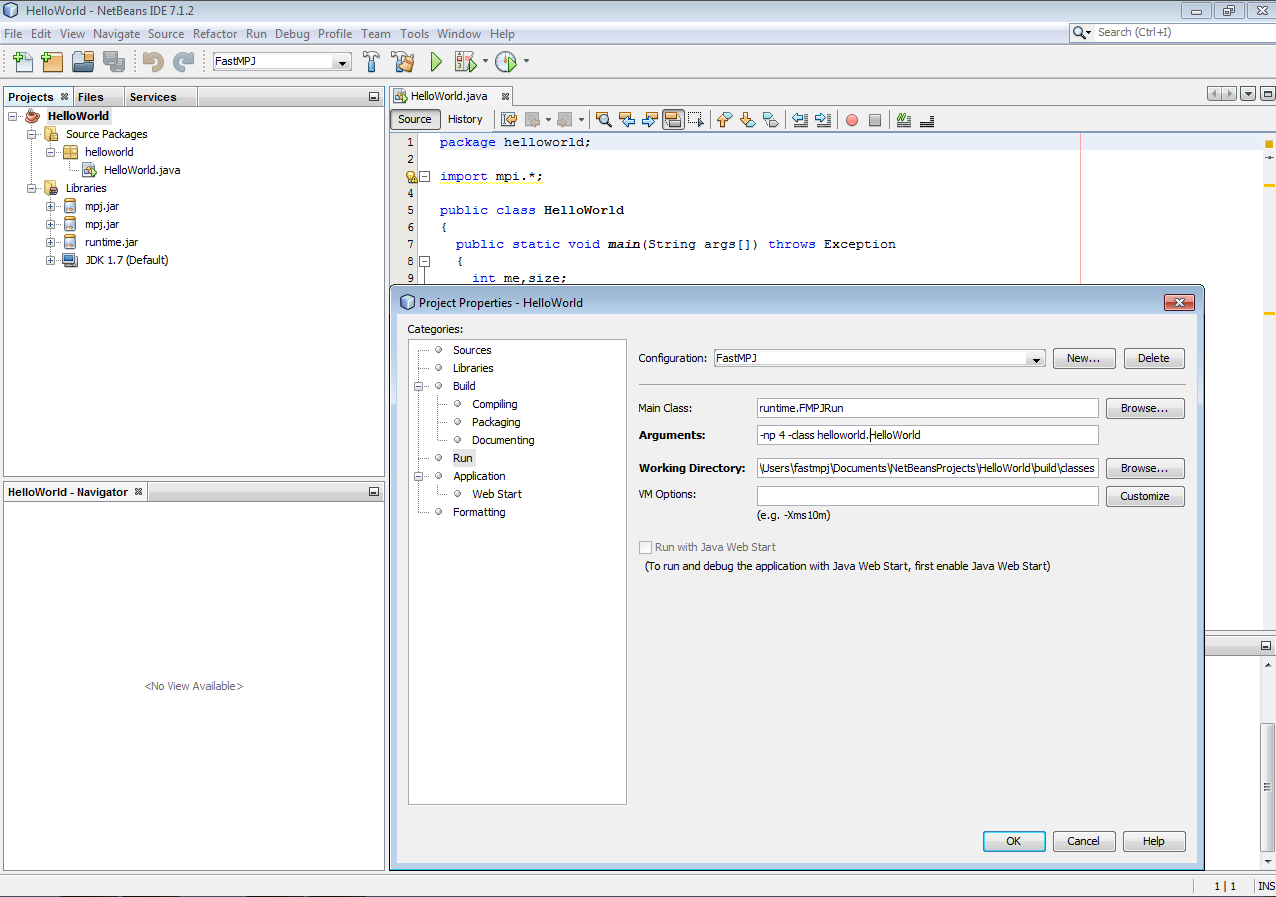 HelloWorld - NetBeans IDE 7.1.2
File Edit View Navigate Source Refactor Run Debug Profile Team Tools Window Help
Search (Ctrl+I)
FastMPJ
Projects Files Services
HelloWorld
Source Packages
helloworld
HelloWorld.java
Libraries
mpj.jar
mpj.jar
runtime.jar
JDK 1.7 (Default)
HelloWorld - Navigator
<No View Available>
HelloWorld.java
Source History
1 package helloworld;
2
import mpi.*;
4
5 public class HelloWorld
6 {
7 public static void main(String args[]) throws Exception
8 {
9 int me,size;
Project Properties - HelloWorld
Categories:
Sources
Libraries
Build
Compiling
Packaging
Documenting
Run
Application
Web Start
Formatting
Configuration: FastMPJ New... Delete
Main Class: runtime.FMPJRun Browse...
Arguments: -np 4 -class helloworld.HelloWorld
Working Directory: \Users\fastmpj\Documents\NetBeansProjects\HelloWorld\build\classes Browse...
VM Options: Customize
(e.g. -Xms10m)
Run with Java Web Start
(To run and debug the application with Java Web Start, first enable Java Web Start)
OK Cancel Help
1 | 1 INS